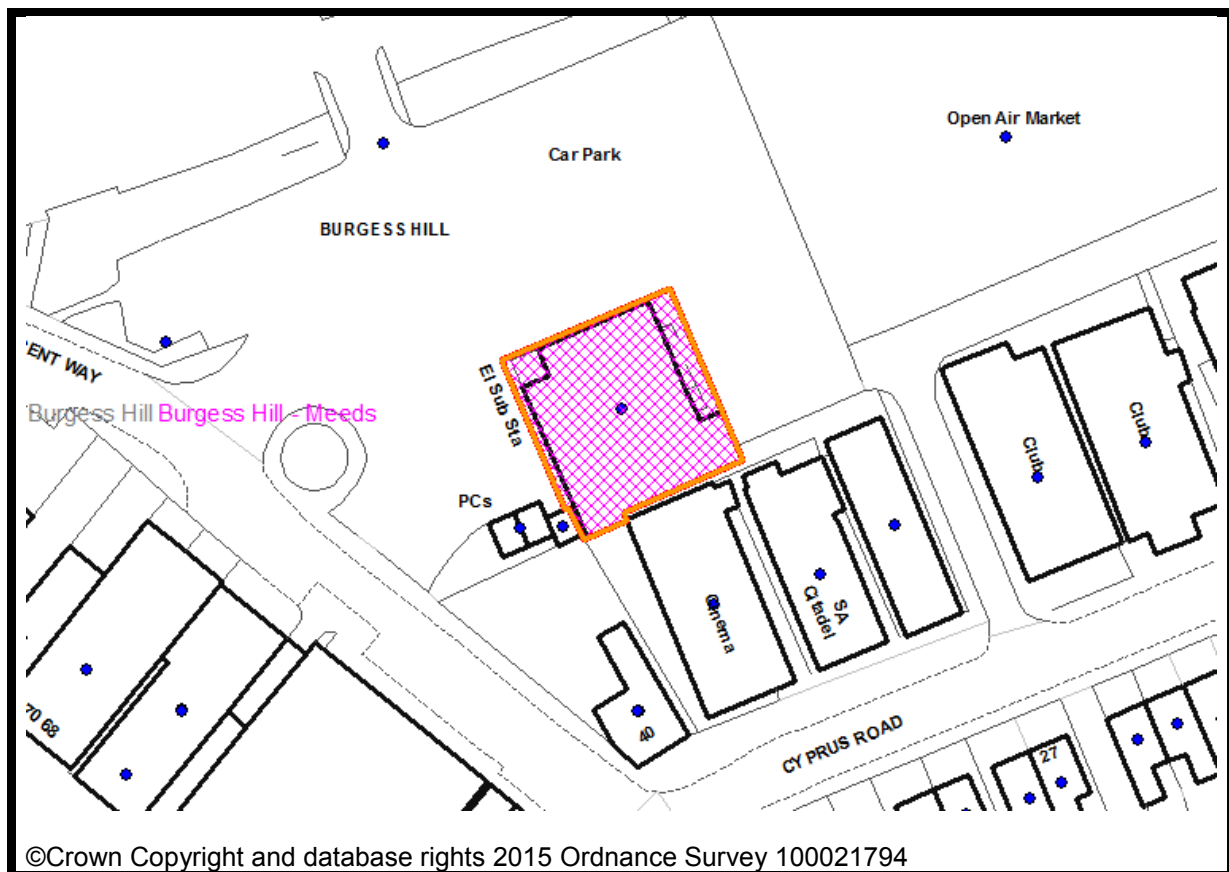 Open Air Market
Car Park
BURGESS HILL
ENT WAY
El Sub Sta
Burgess Hill Burgess Hill - Meeds
Club
Club
PCs
Cinema
SA
Citadel
70 68
40
CYPRUS ROAD
27
©Crown Copyright and database rights 2015 Ordnance Survey 100021794